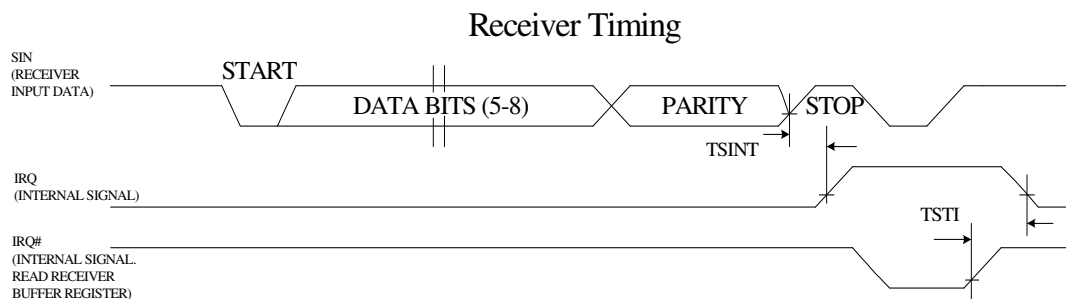 Receiver Timing
SIN
(RECEIVER
INPUT DATA)
START
DATA BITS (5-8)
PARITY
STOP
TSINT
IRQ
(INTERNAL SIGNAL)
TSTI
IRQ#
(INTERNAL SIGNAL.
READ RECEIVER
BUFFER REGISTER)